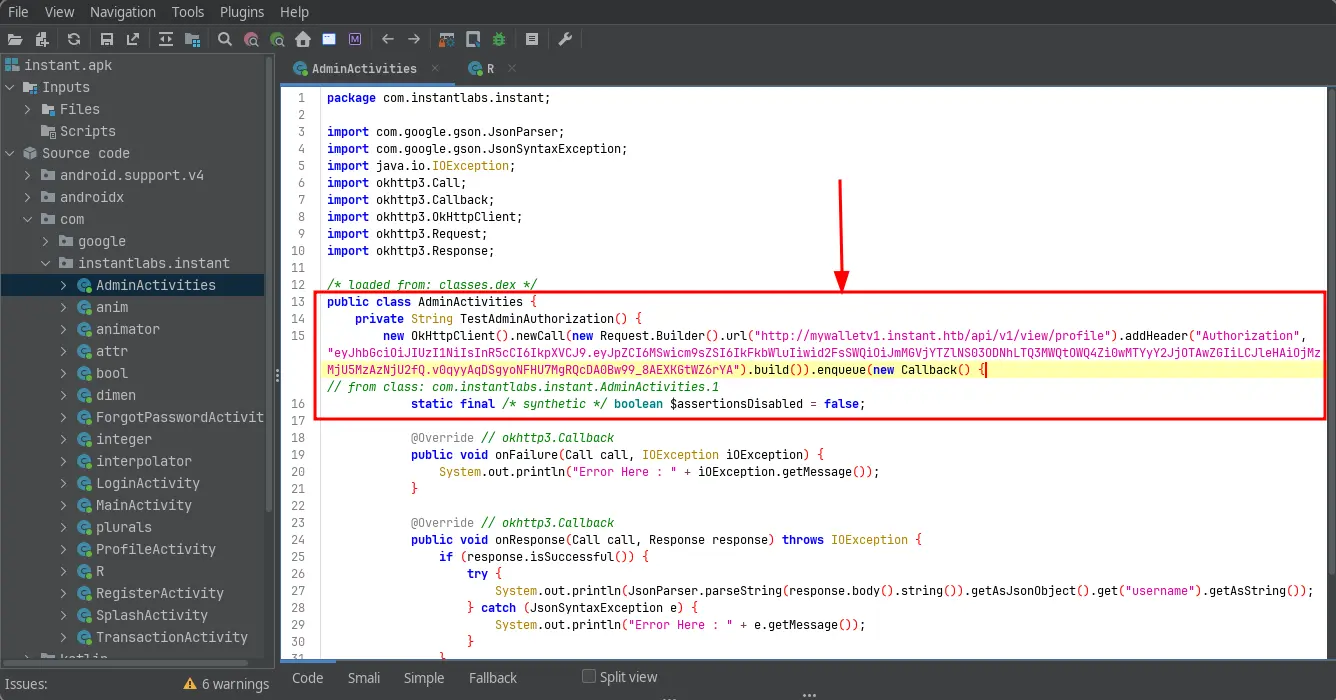 File View Navigation Tools Plugins Help
instant.apk
Inputs
Files
Scripts
Source code
android.support.v4
androidx
com
google
instantlabs.instant
AdminActivities
anim
animator
attr
bool
dimen
ForgotPasswordActivit
integer
interpolator
LoginActivity
MainActivity
plurals
ProfileActivity
R
RegisterActivity
SplashActivity
TransactionActivity
kotlin
Issues: 6 warnings
AdminActivities × R ×
1 package com.instantlabs.instant;
2
3 import com.google.gson.JsonParser;
4 import com.google.gson.JsonSyntaxException;
5 import java.io.IOException;
6 import okhttp3.Call;
7 import okhttp3.Callback;
8 import okhttp3.OkHttpClient;
9 import okhttp3.Request;
10 import okhttp3.Response;
11
12 /* loaded from: classes.dex */
13 public class AdminActivities {
14 private String TestAdminAuthorization() {
15 new OkHttpClient().newCall(new Request.Builder().url("http://mywalletv1.instant.htb/api/v1/view/profile").addHeader("Authorization",
"eyJhbGciOiJIUzI1NiIsInR5cCI6IkpXVCJ9.eyJpZCI6MSwicm9sZSI6IkFkbWluIiwid2FsSWQiOiJmMGVjYTZlNS03ODNhLTQ3MWQtOWQ4Zi0wMTYyY2JjOTAwZGIiLCJleHAiOjMz
MjU5MzAzNjU2fQ.v0qyyAqDSgyoNFHU7MgRQcDA0Bw99_8AEXKGtWZ6rYA").build()).enqueue(new Callback() {
// from class: com.instantlabs.instant.AdminActivities.1
16 static final /* synthetic */ boolean $assertionsDisabled = false;
17
18 @Override // okhttp3.Callback
19 public void onFailure(Call call, IOException iOException) {
20 System.out.println("Error Here : " + iOException.getMessage());
21 }
22
23 @Override // okhttp3.Callback
24 public void onResponse(Call call, Response response) throws IOException {
25 if (response.isSuccessful()) {
26 try {
27 System.out.println(JsonParser.parseString(response.body().string()).getAsJsonObject().get("username").getAsString());
28 } catch (JsonSyntaxException e) {
29 System.out.println("Error Here : " + e.getMessage());
30 }
31 }
Code Smali Simple Fallback Split view